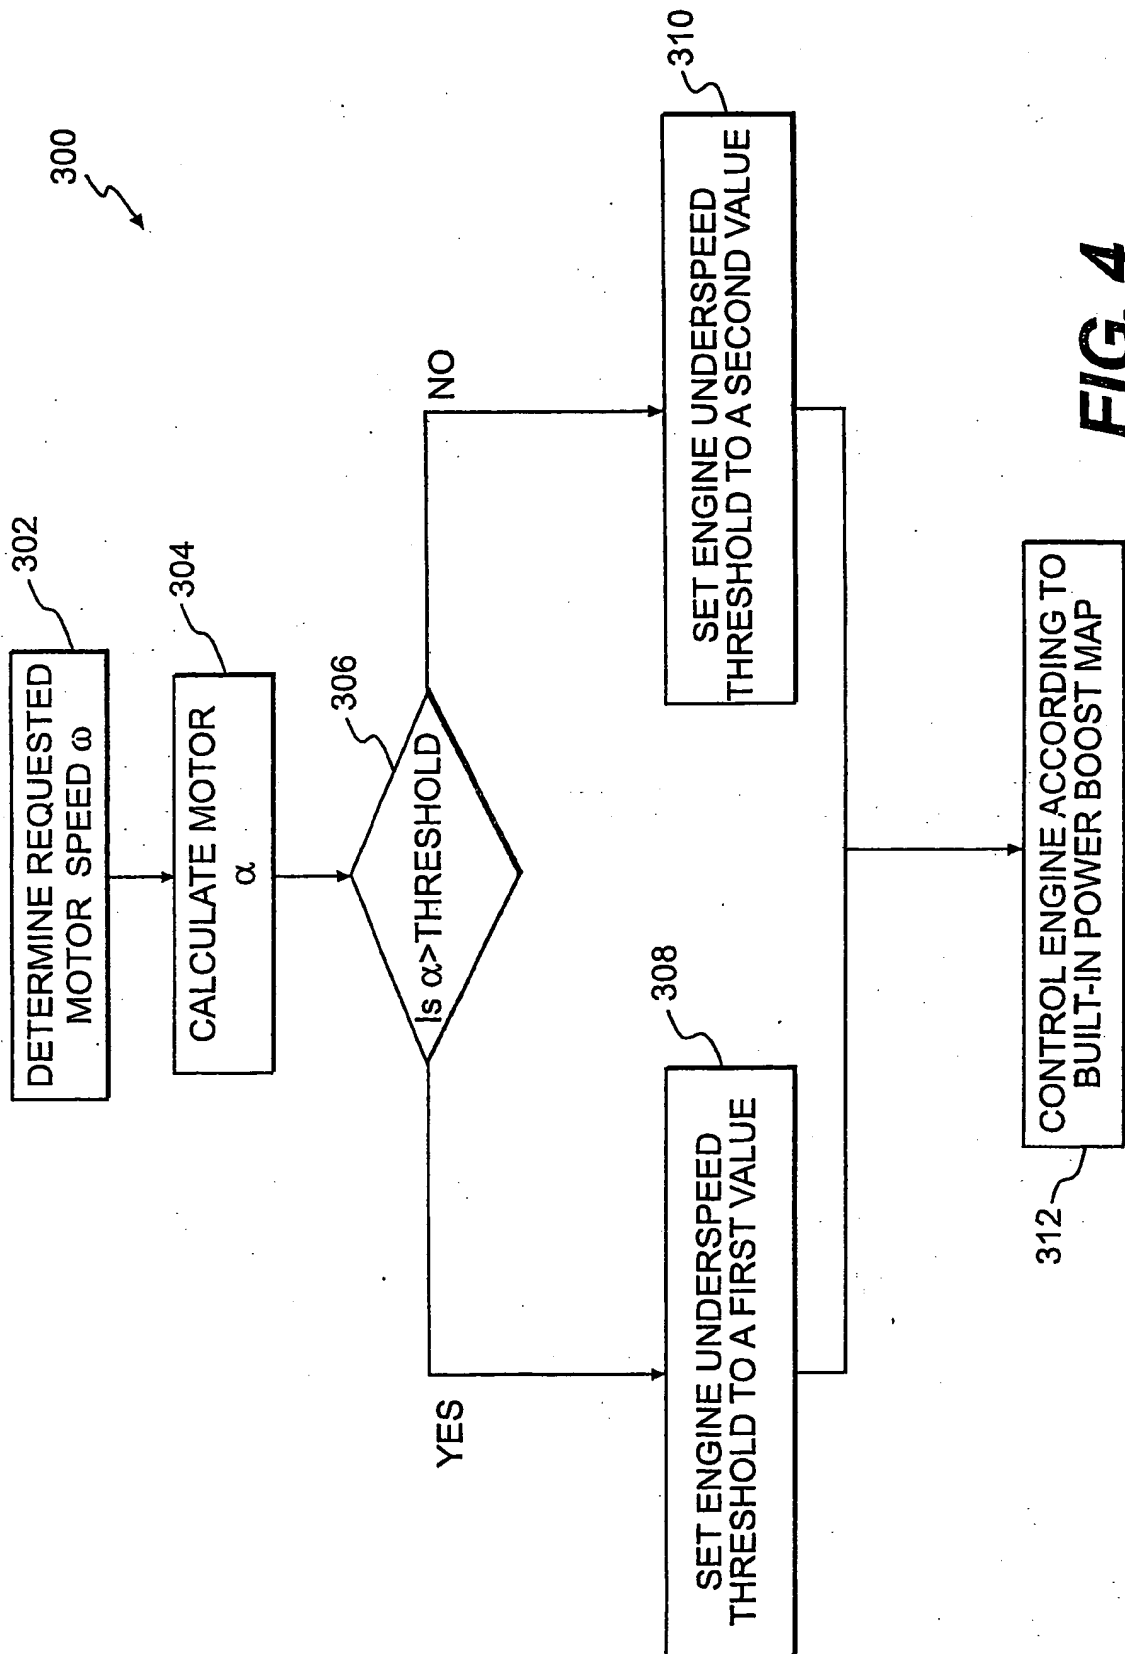 300
DETERMINE REQUESTED
MOTOR SPEED ω
302
CALCULATE MOTOR
α
304
Is α>THRESHOLD
306
YES
NO
SET ENGINE UNDERSPEED
THRESHOLD TO A FIRST VALUE
308
SET ENGINE UNDERSPEED
THRESHOLD TO A SECOND VALUE
310
CONTROL ENGINE ACCORDING TO
BUILT-IN POWER BOOST MAP
312
FIG. 4